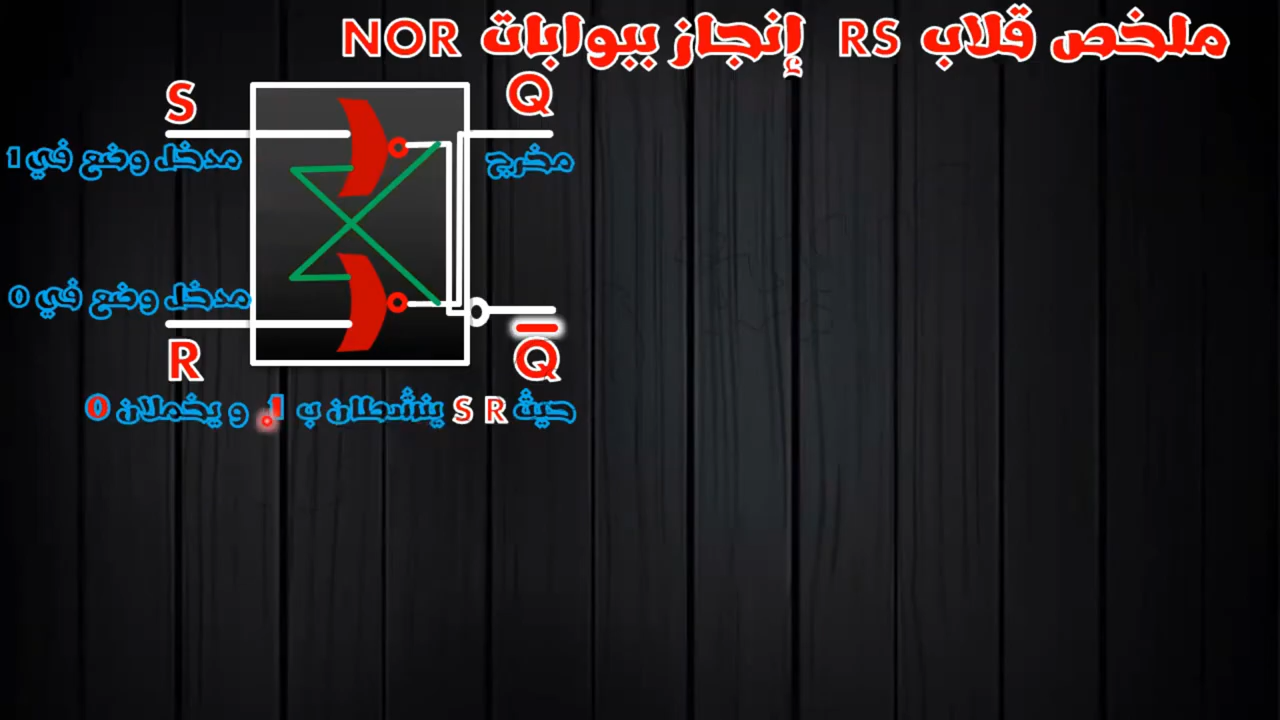 ملخص قلاب RS إنجاز ببوابات NOR
S
Q
مدخل وضع في 1
مخرج
مدخل وضع في 0
R
Q̅
حيث S R ينشطان ب 1. و يخملان 0